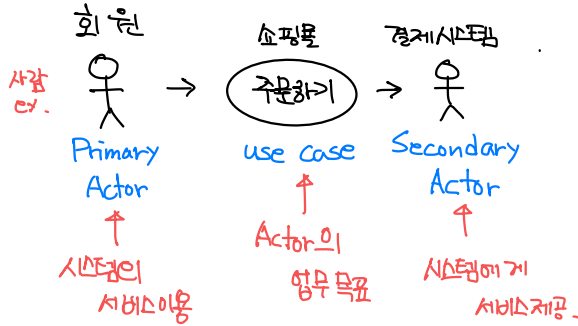 회원
쇼핑몰
결제시스템
사람
ex.
주문하기
Primary
Actor
use case
Secondary
Actor
시스템의
서비스이용
Actor의
업무 목표
시스템에게
서비스제공.